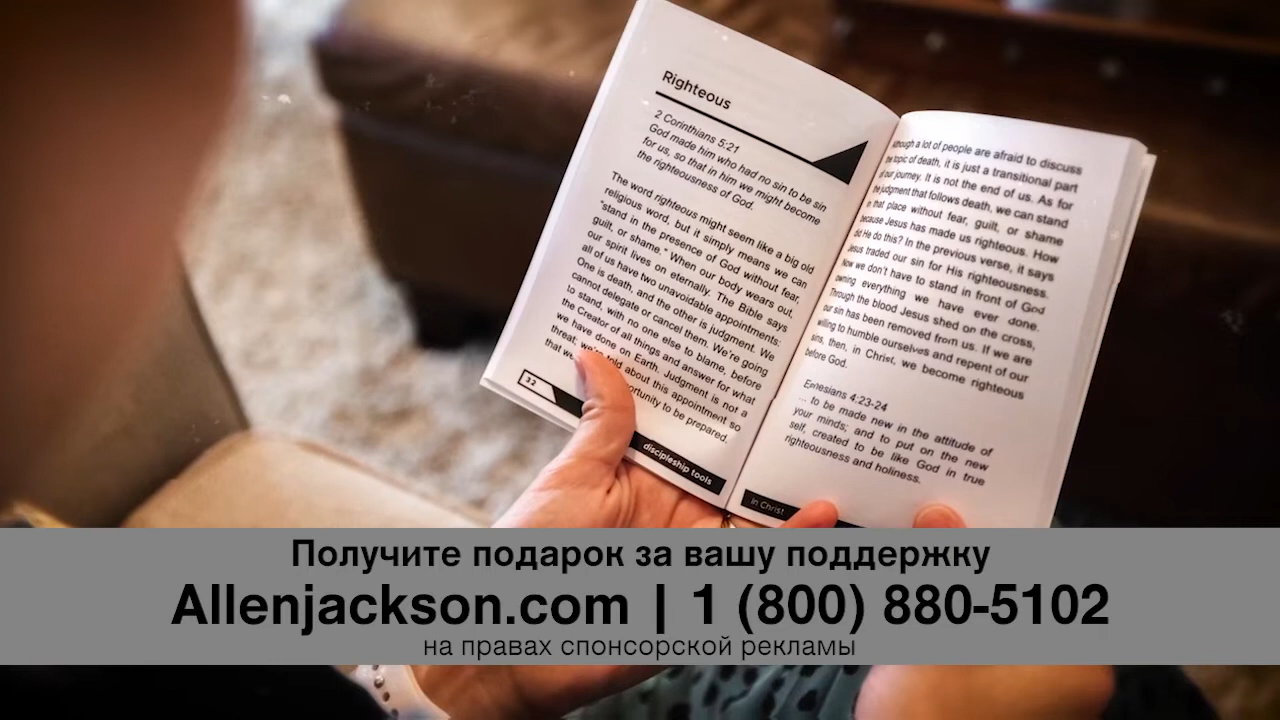 Righteous
2 Corinthians 5:21
God made him who had no sin to be sin
for us, so that in him we might become
the righteousness of God.
The word righteous might seem like a big old
religious word, but it simply means we can
"stand in the presence of God without fear,
guilt, or shame." When our body wears out,
our spirit lives on eternally. The Bible says
all of us have two unavoidable appointments:
One is death, and the other is judgment. We
cannot delegate or cancel them. We're going
to stand, with no one else to blame, before
the Creator of all things and answer for what
we have done on Earth. Judgment is not a
threat; told about this appointment so
that to be prepared.
32
discipleship tools
Although a lot of people are afraid to discuss
the topic of death, it is just a transitional part
of our journey. It is not the end of us. As for
the judgment that follows death, we can stand
in that place without fear, guilt, or shame
because Jesus has made us righteous. How
did He do this? In the previous verse, it says
Jesus traded our sin for His righteousness.
Now we don't have to stand in front of God
owning everything we have ever done.
Through the blood Jesus shed on the cross,
our sin has been removed from us. If we are
willing to humble ourselves and repent of our
sins, then, in Christ, we become righteous
before God.
Ephesians 4:23-24
... to be made new in the attitude of
your minds; and to put on the new
self, created to be like God in true
righteousness and holiness.
In Christ
Получите подарок за вашу поддержку
Allenjackson.com | 1 (800) 880-5102
на правах спонсорской рекламы